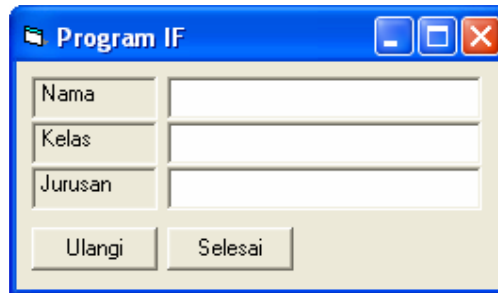 Program IF
Nama
Kelas
Jurusan
Ulangi Selesai